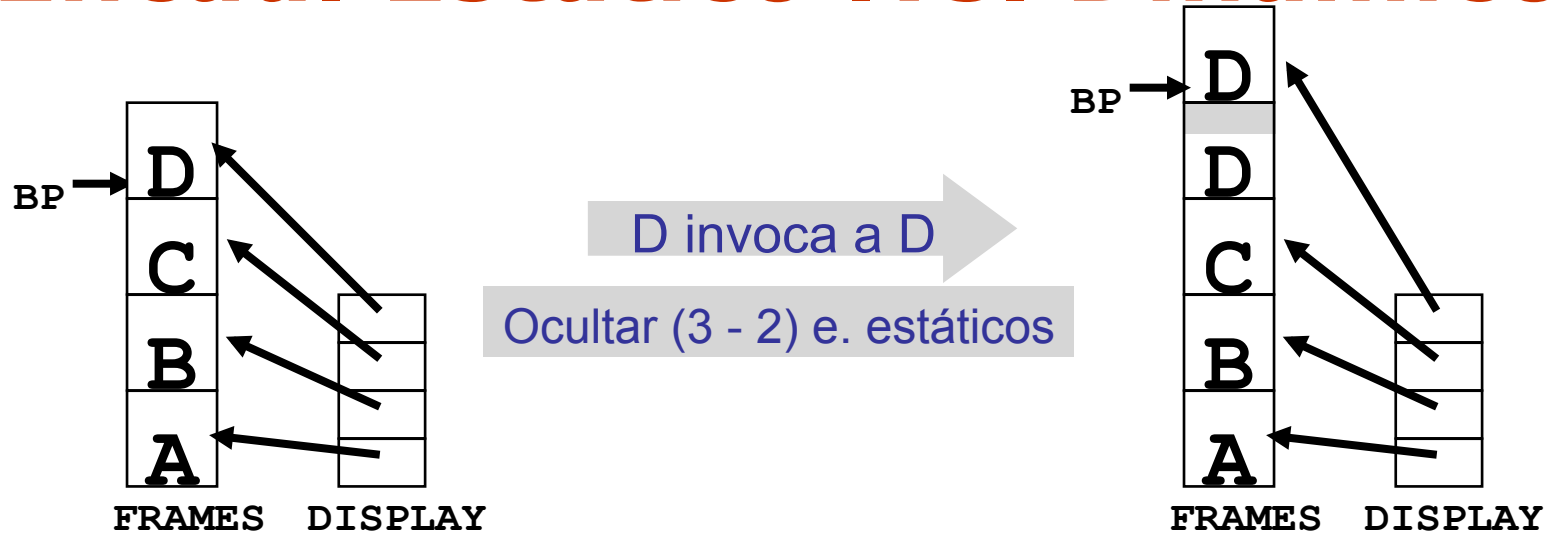 D
BP
C
B
A
FRAMES DISPLAY
D invoca a D
Ocultar (3 - 2) e. estáticos
D
BP
D
C
B
A
FRAMES DISPLAY